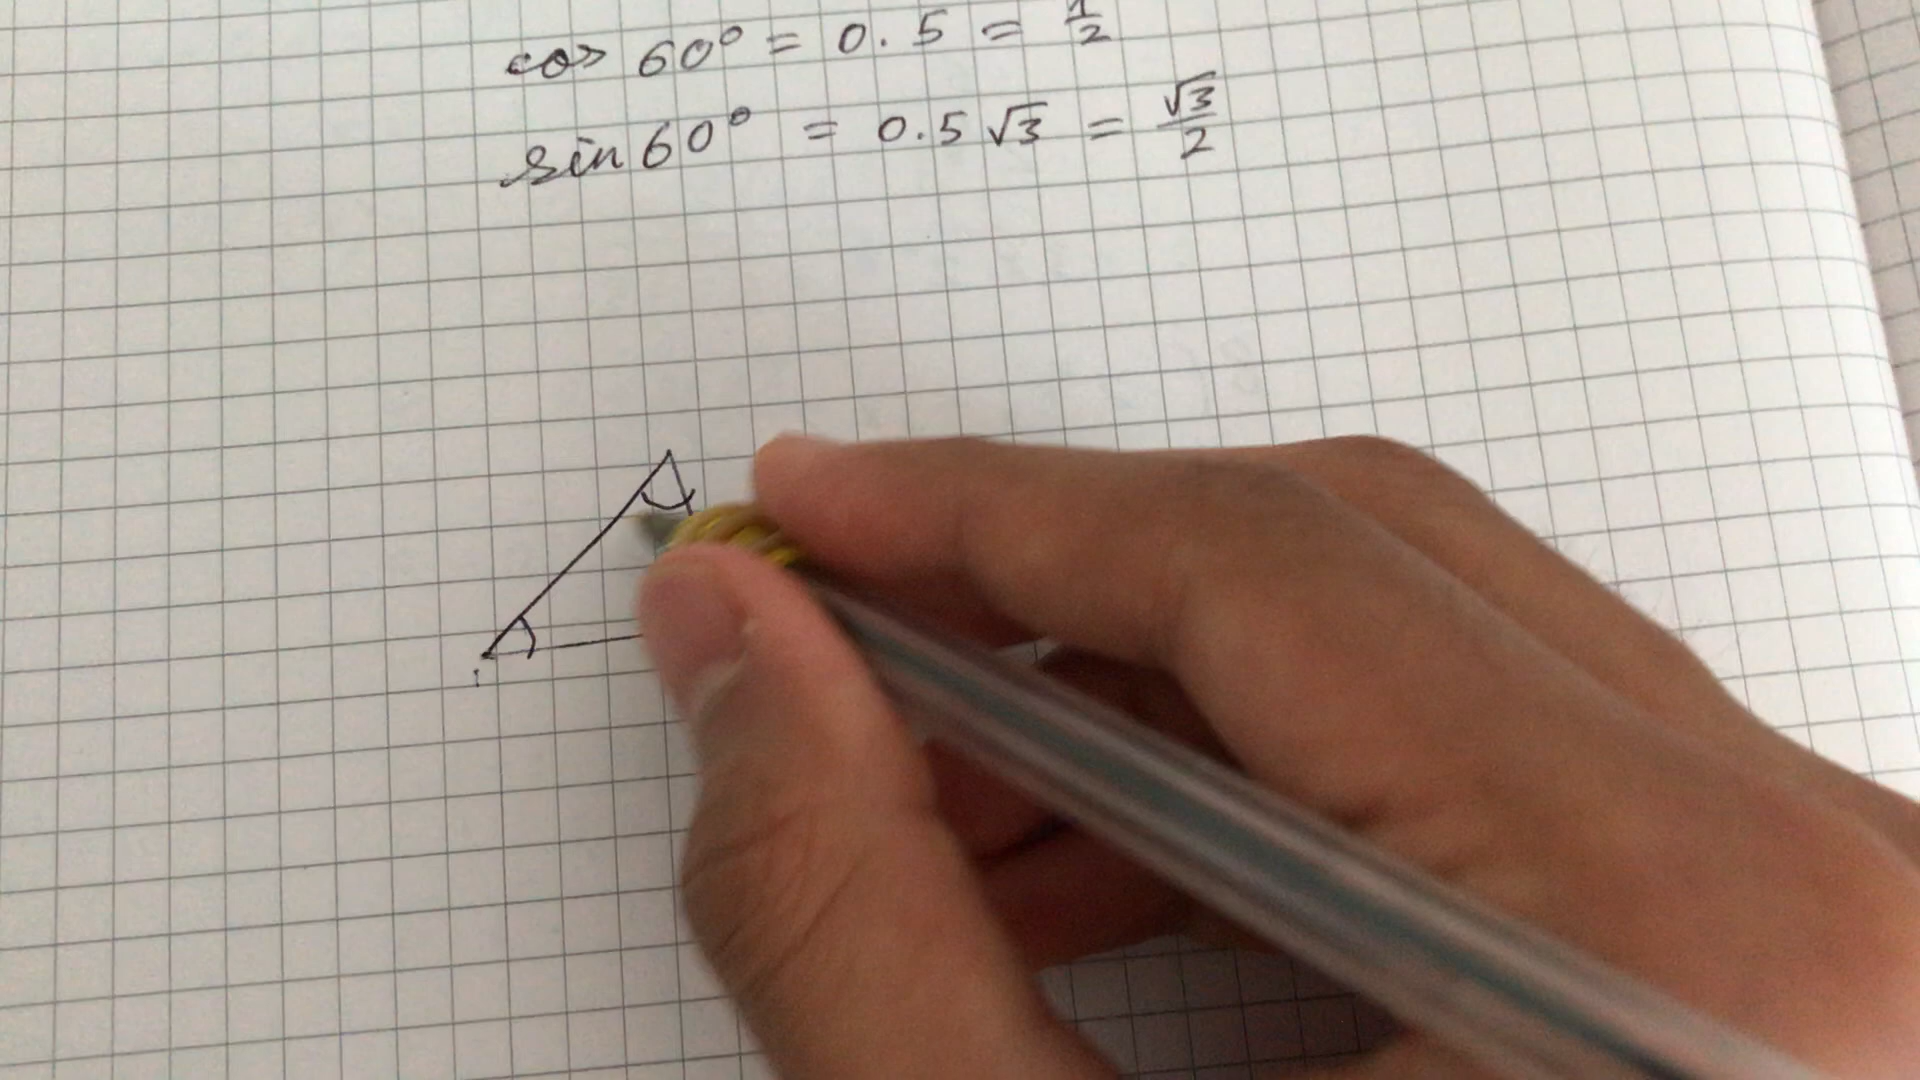 cos 60° = 0.5 = 1/2
sin 60° = 0.5 √3 = √3/2